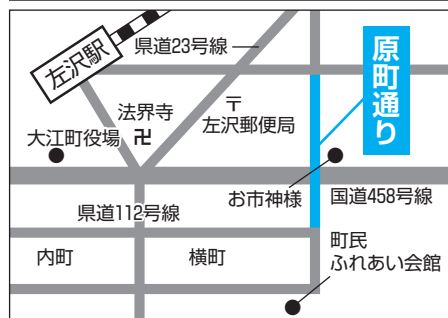 左沢駅
県道23号線
原町通り
法界寺
卍
〒
左沢郵便局
大江町役場
お市神様
国道458号線
県道112号線
内町
横町
町民
ふれあい会館